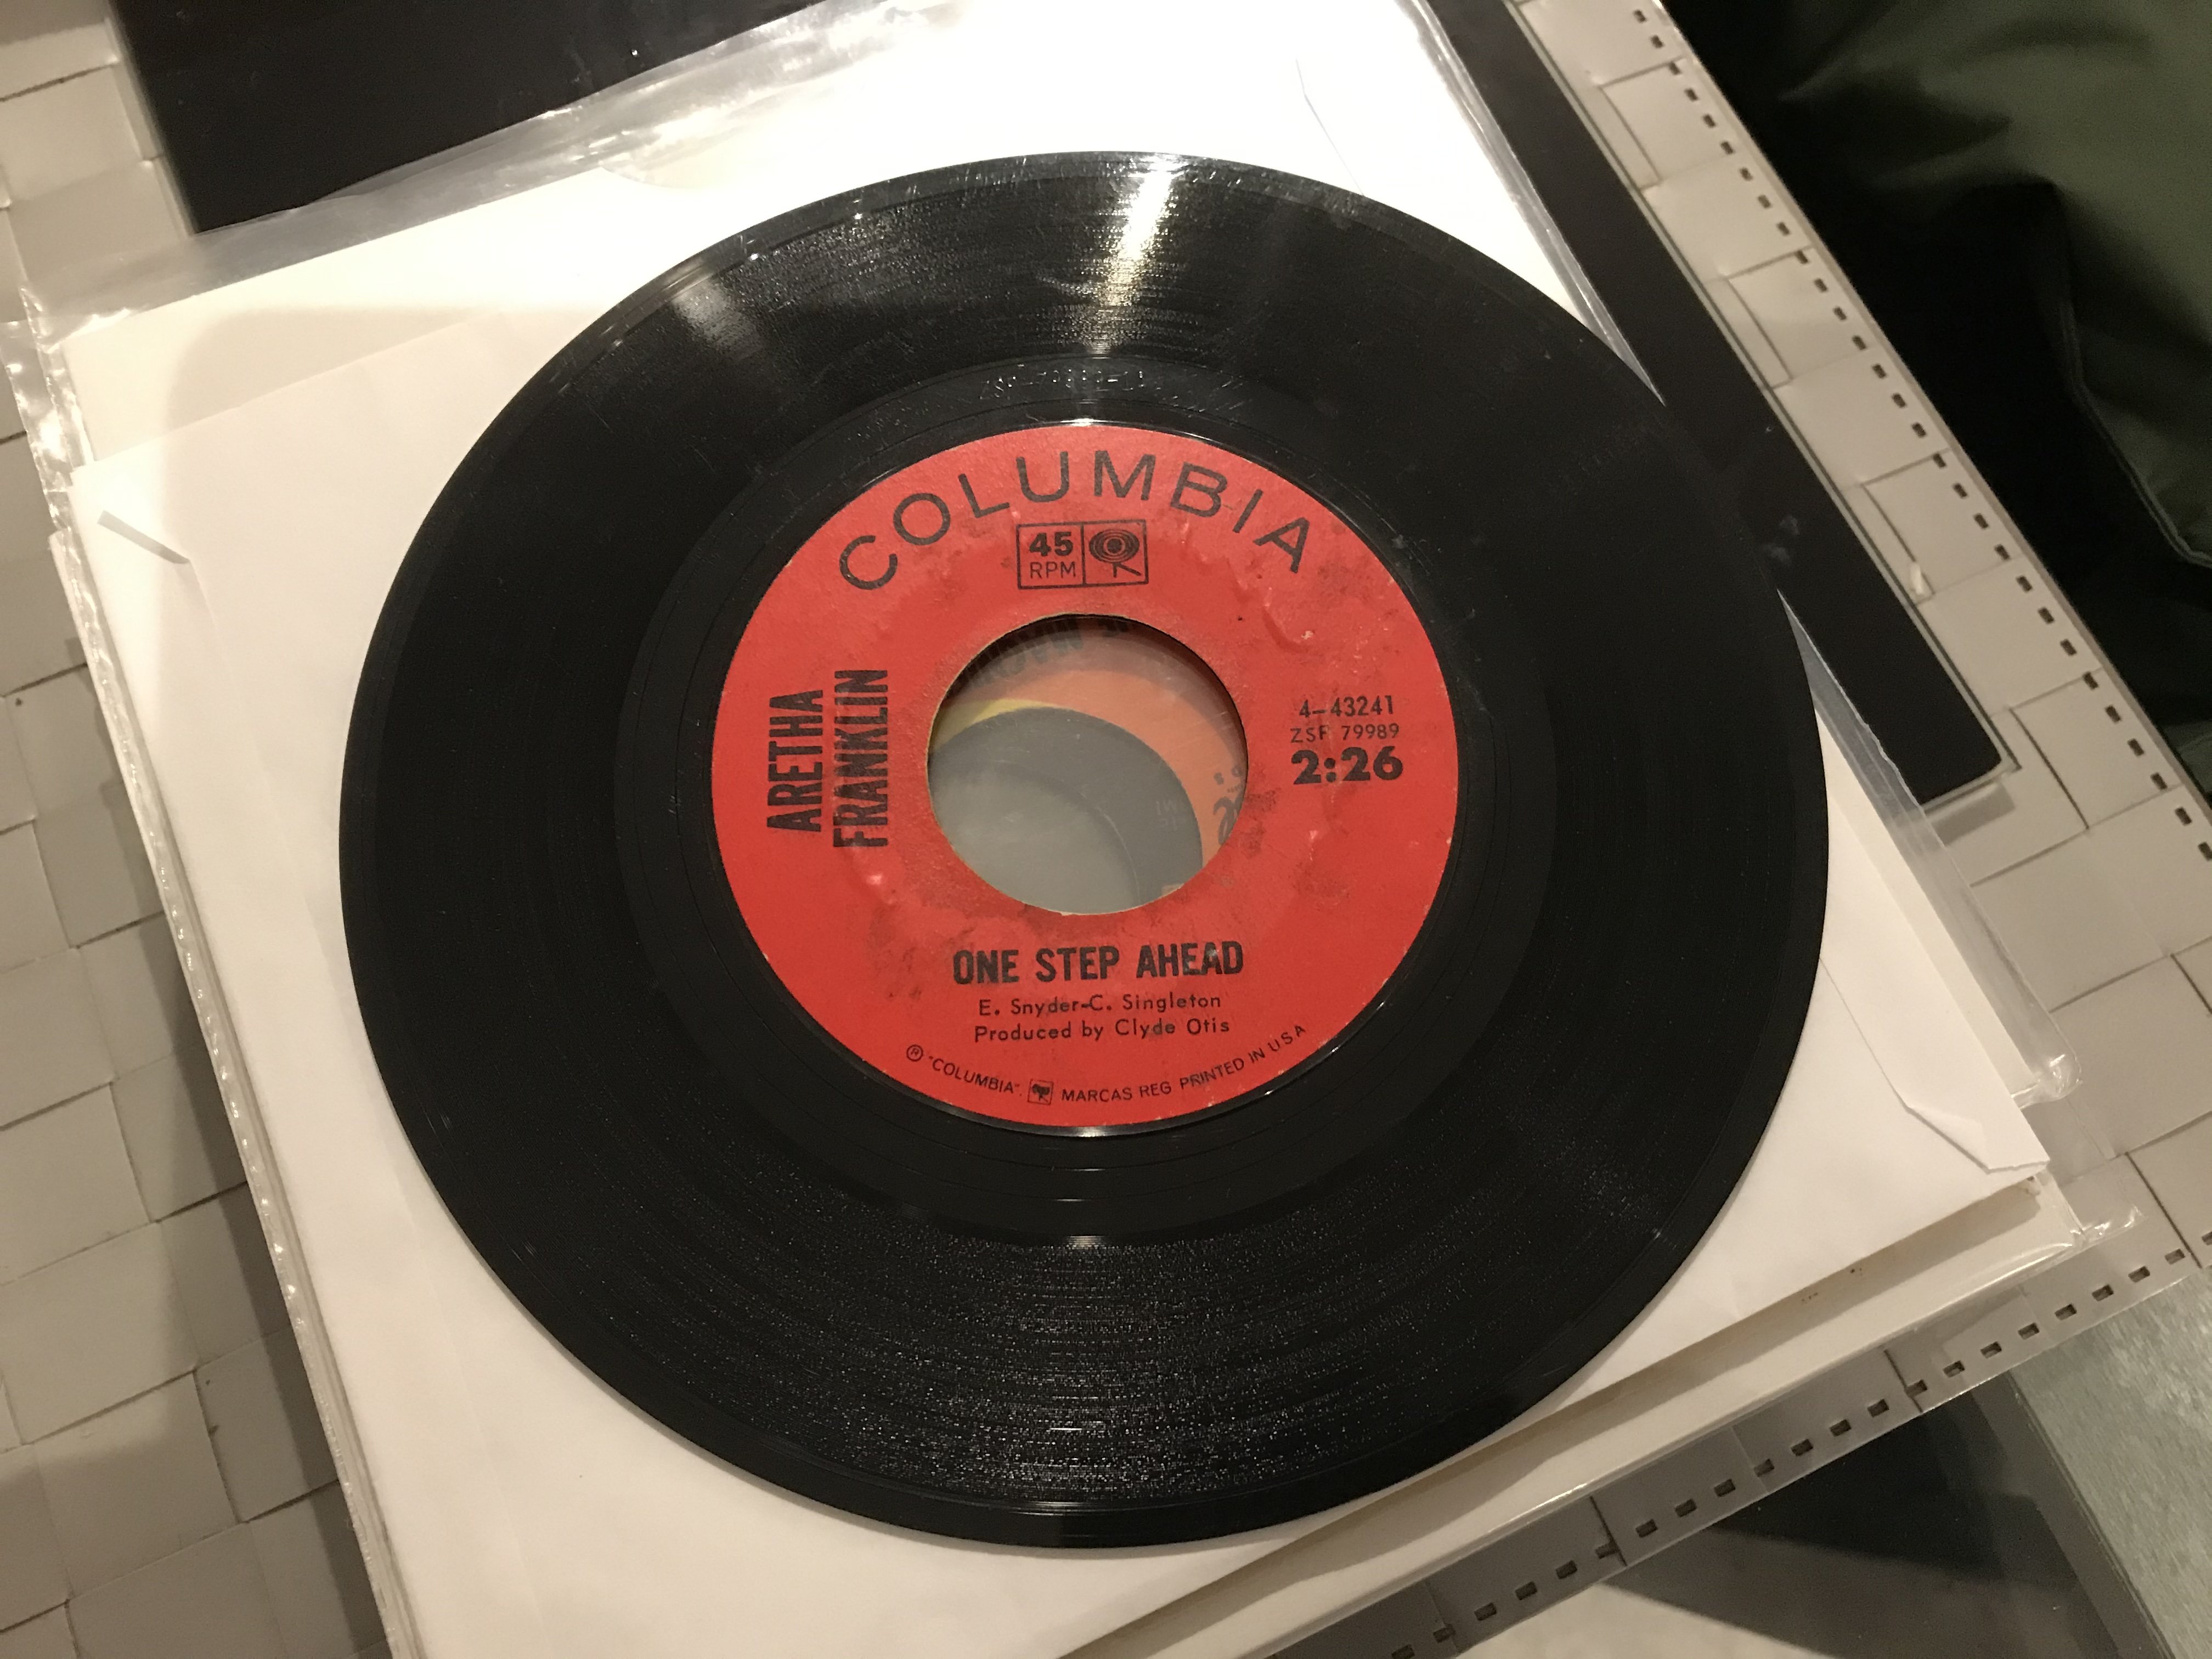 COLUMBIA
45
RPM
ARETHA
FRANKLIN
4-43241
ZSP 79989
2:26
ONE STEP AHEAD
E. Snyder-C. Singleton
Produced by Clyde Otis
® "COLUMBIA", MARCAS REG PRINTED IN U.S.A